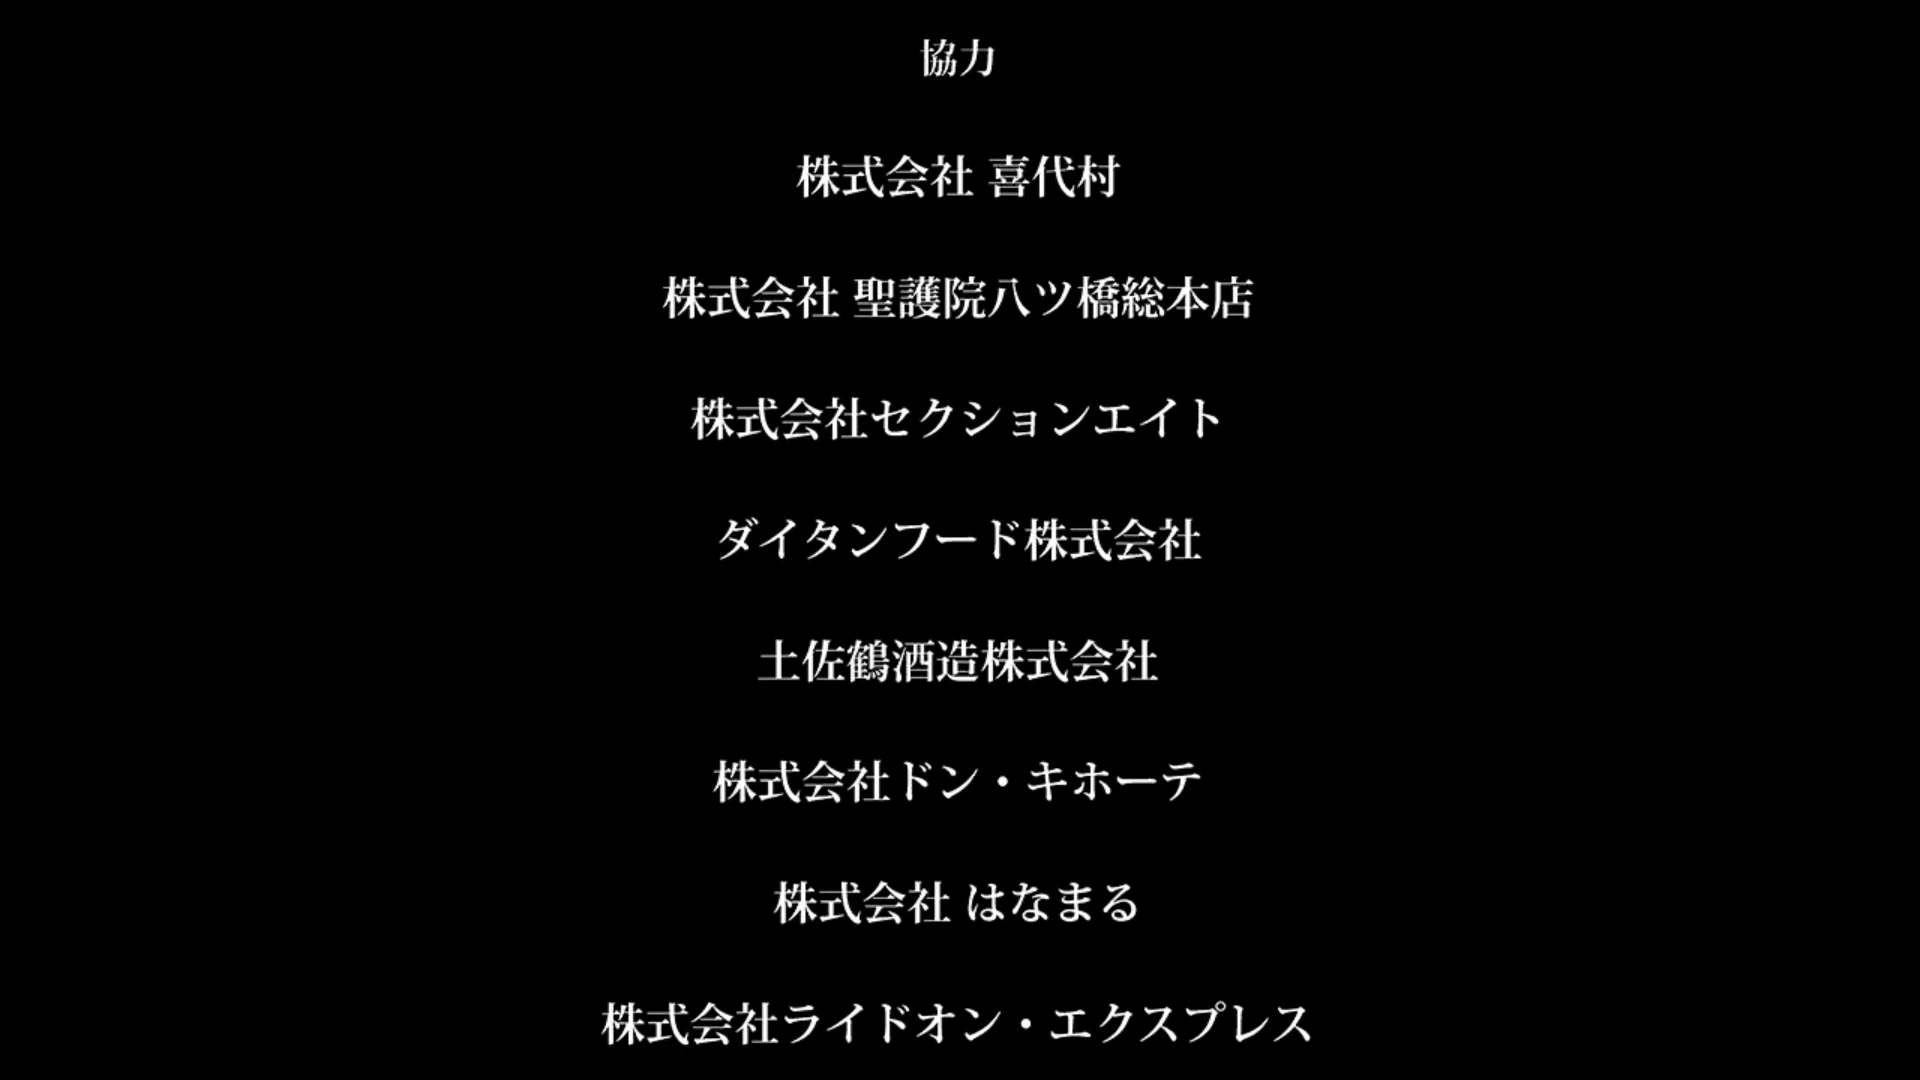 協力
株式会社 喜代村
株式会社 聖護院八ツ橋総本店
株式会社セクションエイト
ダイタンフード株式会社
土佐鶴酒造株式会社
株式会社ドン・キホーテ
株式会社 はなまる
株式会社ライドオン・エクスプレス